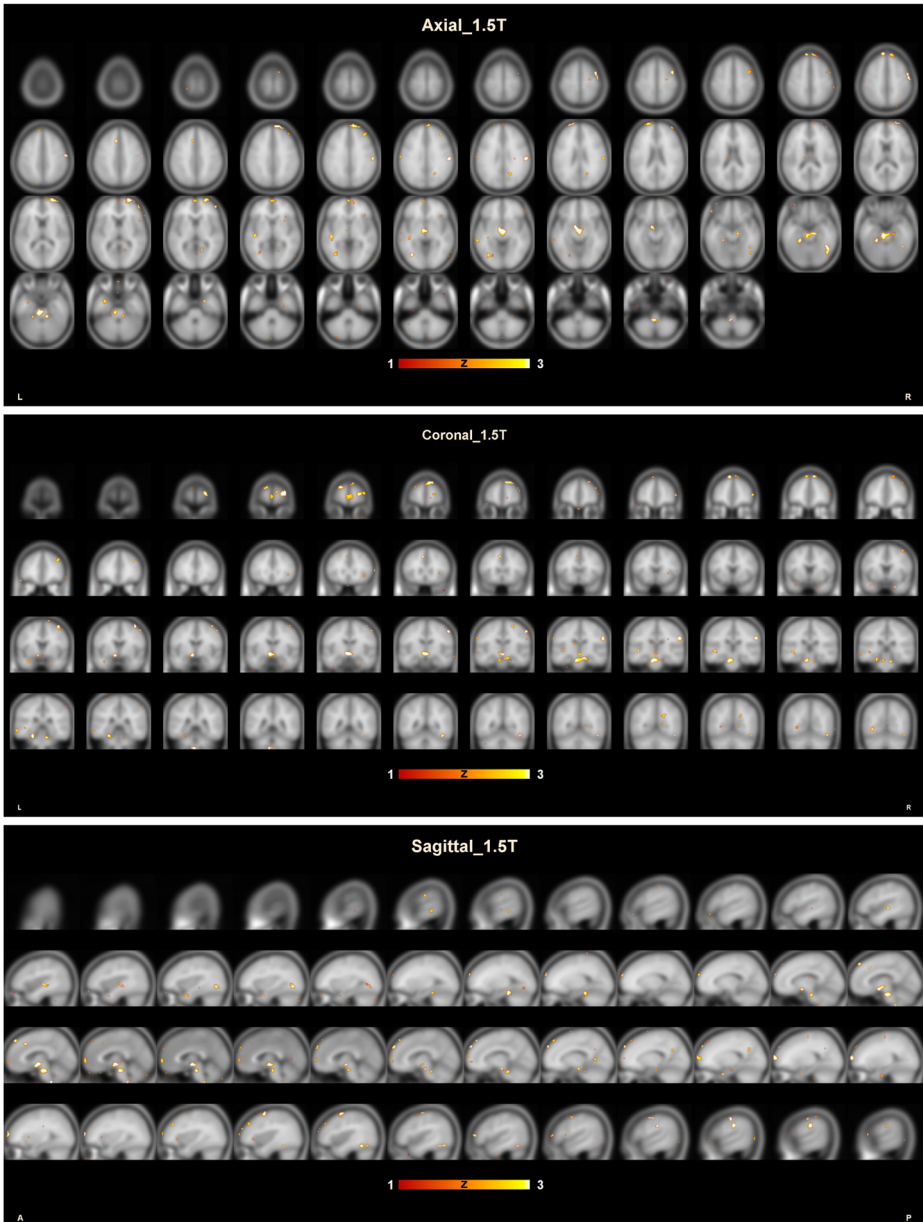 Axial_1.5T
1 Z 3
L R
Coronal_1.5T
1 Z 3
L R
Sagittal_1.5T
1 Z 3
A P